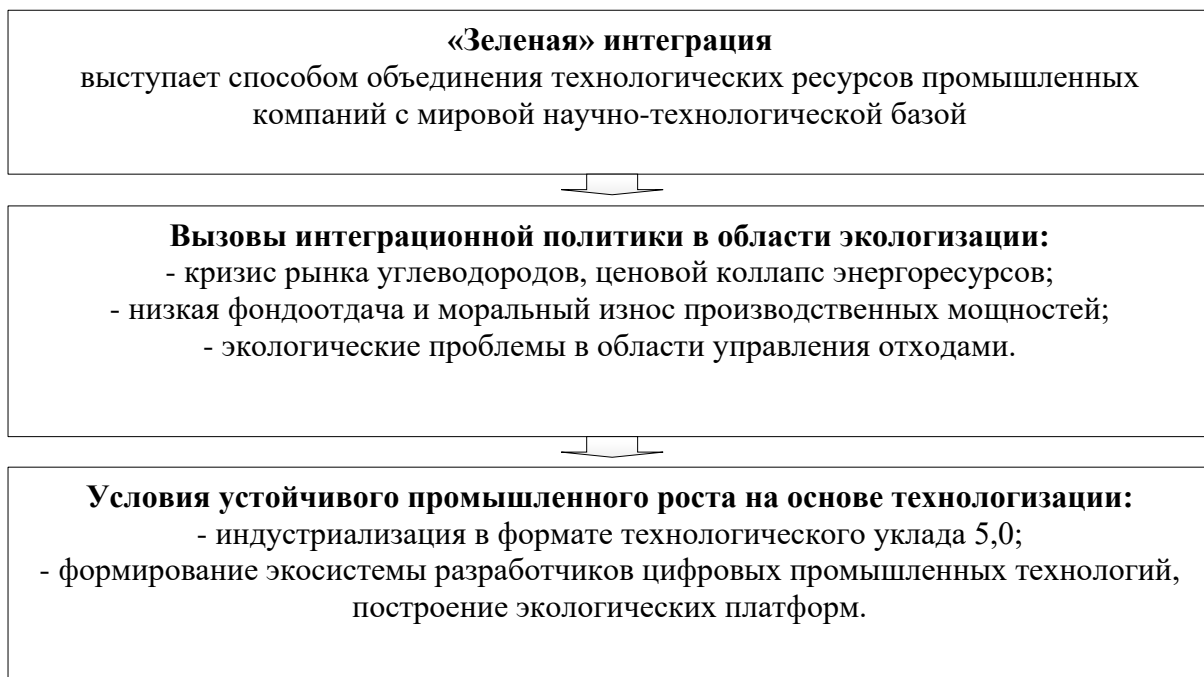 «Зеленая» интеграция
выступает способом объединения технологических ресурсов промышленных
компаний с мировой научно-технологической базой
Вызовы интеграционной политики в области экологизации:
- кризис рынка углеводородов, ценовой коллапс энергоресурсов;
- низкая фондоотдача и моральный износ производственных мощностей;
- экологические проблемы в области управления отходами.
Условия устойчивого промышленного роста на основе технологизации:
- индустриализация в формате технологического уклада 5,0;
- формирование экосистемы разработчиков цифровых промышленных технологий,
построение экологических платформ.